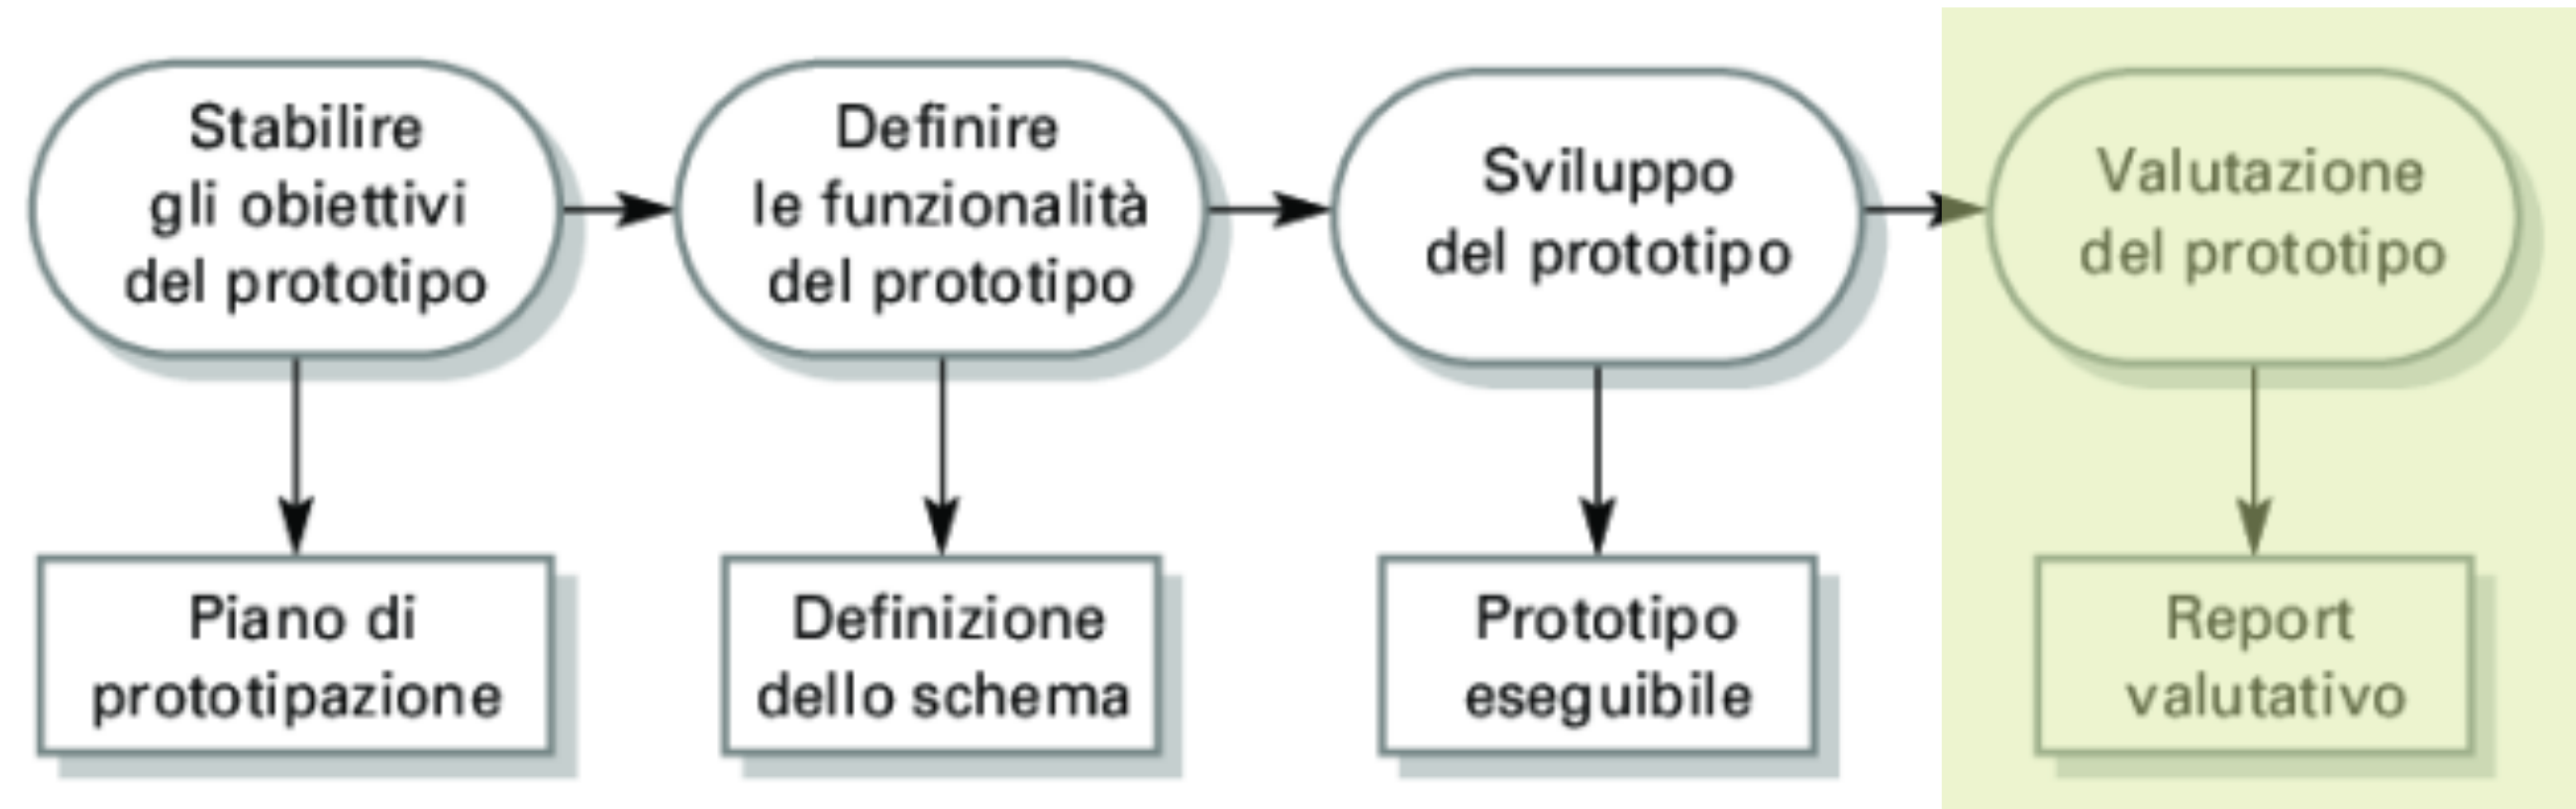 Stabilire
gli obiettivi
del prototipo
Definire
le funzionalità
del prototipo
Sviluppo
del prototipo
Valutazione
del prototipo
Piano di
prototipazione
Definizione
dello schema
Prototipo
eseguibile
Report
valutativo